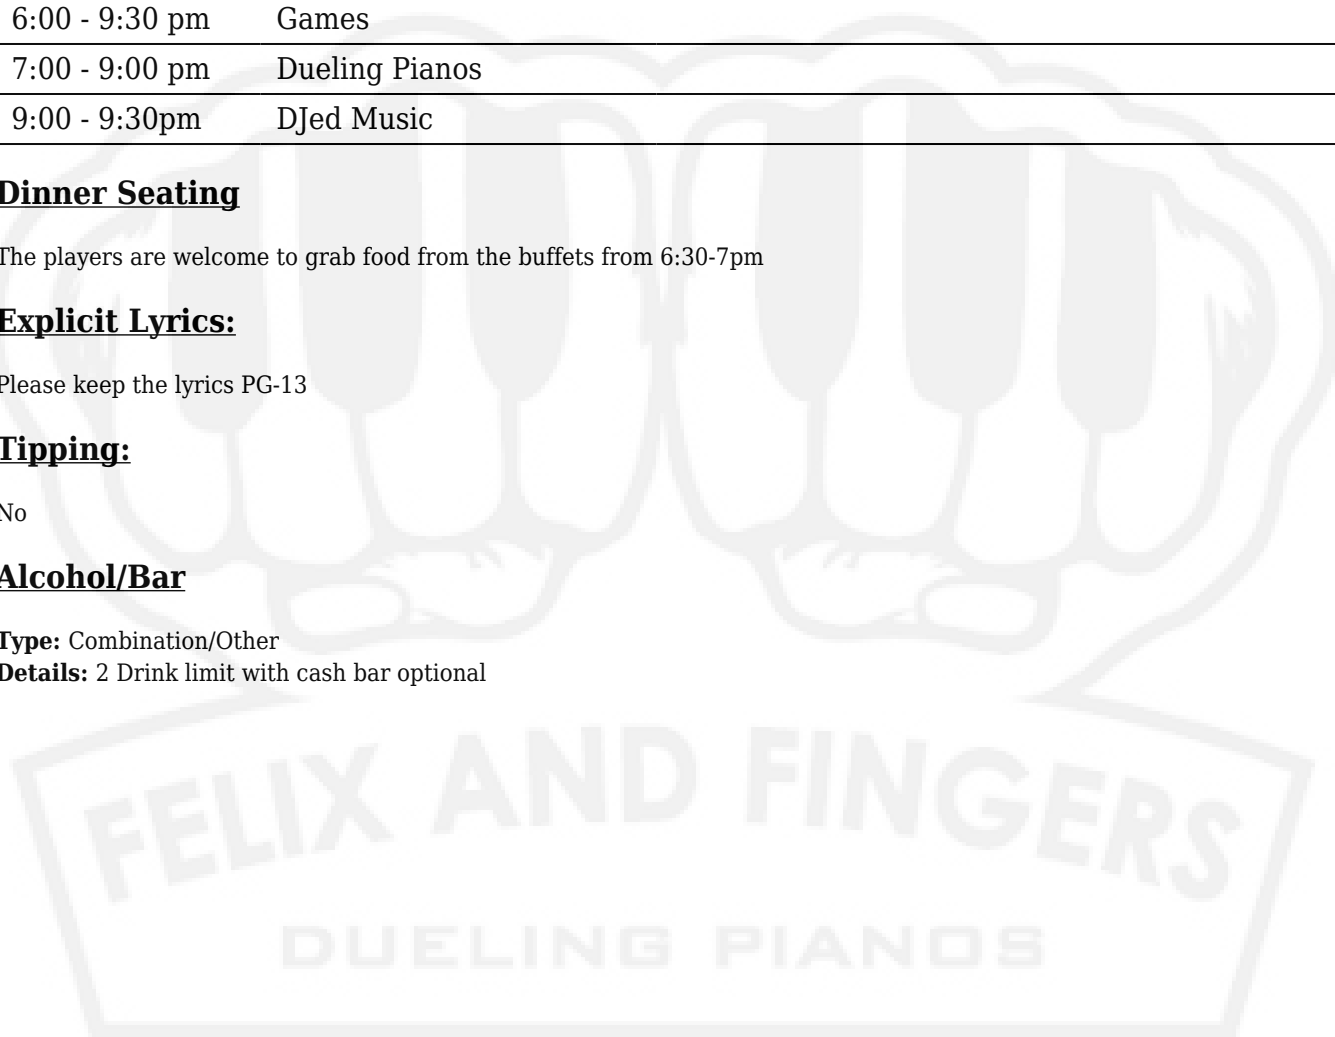 6:00 - 9:30 pm Games
7:00 - 9:00 pm Dueling Pianos
9:00 - 9:30pm DJed Music
Dinner Seating
The players are welcome to grab food from the buffets from 6:30-7pm
Explicit Lyrics:
Please keep the lyrics PG-13
Tipping:
No
Alcohol/Bar
Type: Combination/Other
Details: 2 Drink limit with cash bar optional
FELIX AND FINGERS
DUELING PIANOS